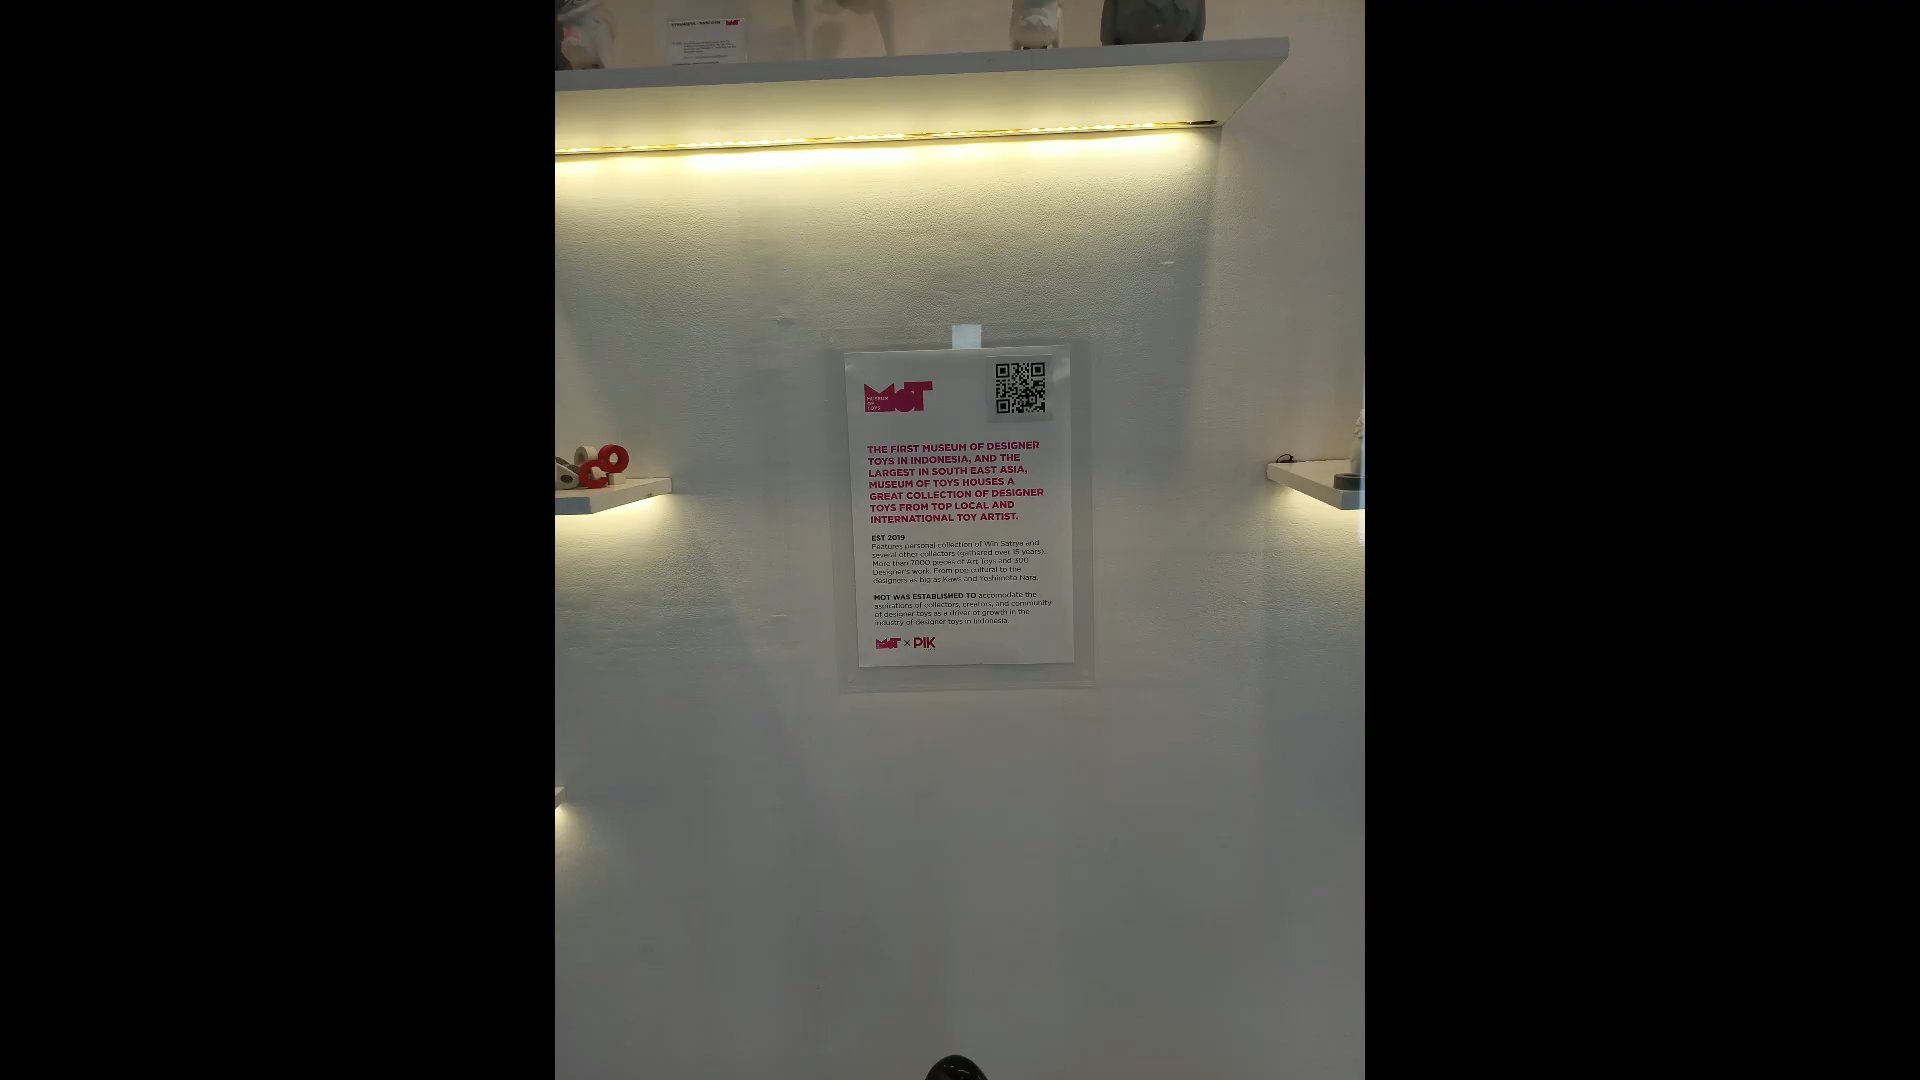 MOT
MUSEUM
OF
TOYS
THE FIRST MUSEUM OF DESIGNER
TOYS IN INDONESIA, AND THE
LARGEST IN SOUTH EAST ASIA,
MUSEUM OF TOYS HOUSES A
GREAT COLLECTION OF DESIGNER
TOYS FROM TOP LOCAL AND
INTERNATIONAL TOY ARTIST.
EST 2019
Features personal collection of Win Satrya and
several other collectors (gathered over 15 years).
More than 7000 pieces of Art Toys and 300
Designer's work. From pop cultural to the
designers as big as Kaws and Yoshimoto Nara.
MOT WAS ESTABLISHED TO accomodate the
aspirations of collectors, creators, and community
of designer toys as a driver of growth in the
industry of designer toys in Indonesia.
MOT × PIK